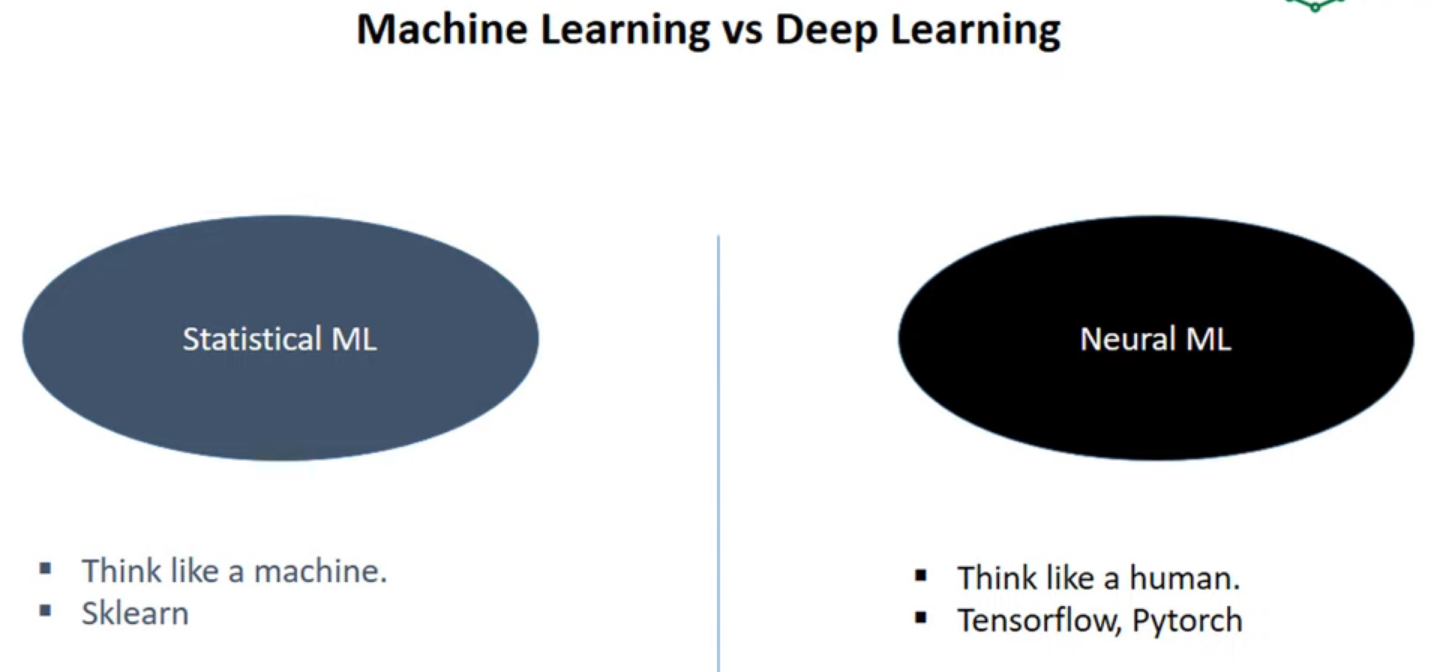 Machine Learning vs Deep Learning
Statistical ML
▪ Think like a machine.
▪ Sklearn
Neural ML
▪ Think like a human.
▪ Tensorflow, Pytorch